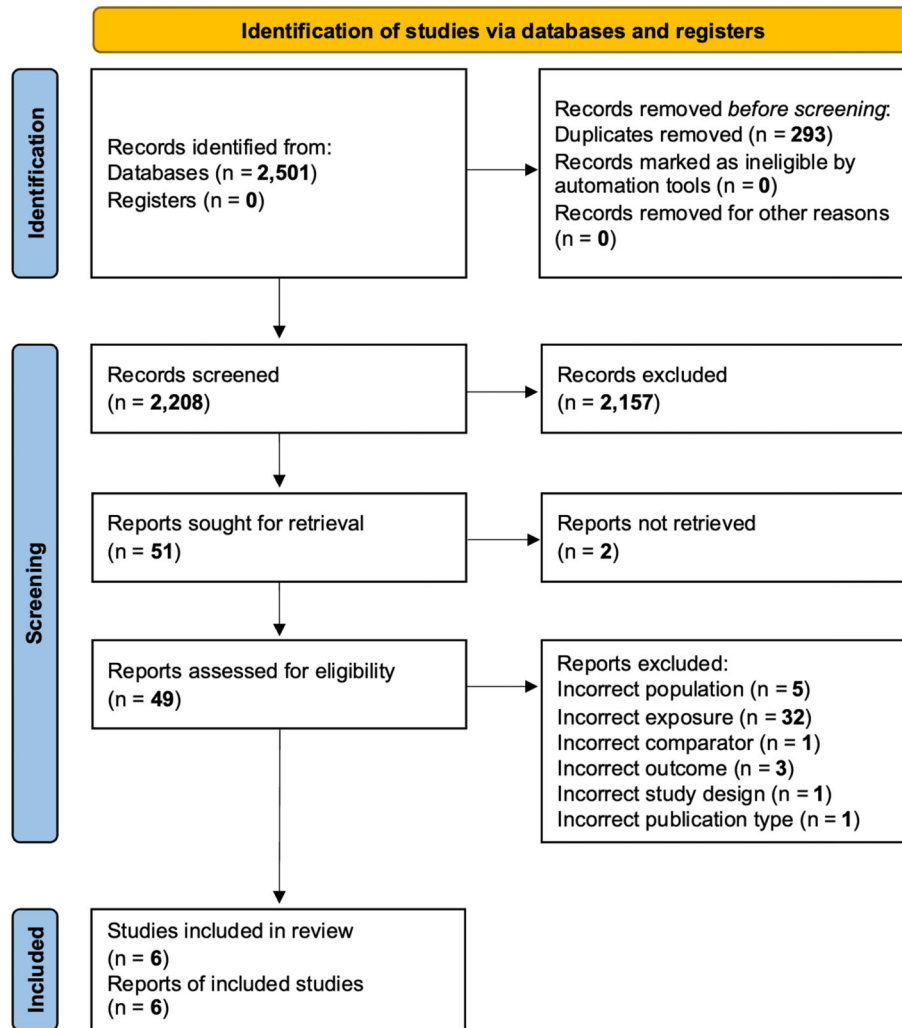 Identification of studies via databases and registers
Identification
Records identified from:
Databases (n = 2,501)
Registers (n = 0)
Records removed before screening:
Duplicates removed (n = 293)
Records marked as ineligible by
automation tools (n = 0)
Records removed for other reasons
(n = 0)
Screening
Records screened
(n = 2,208)
Records excluded
(n = 2,157)
Reports sought for retrieval
(n = 51)
Reports not retrieved
(n = 2)
Reports assessed for eligibility
(n = 49)
Reports excluded:
Incorrect population (n = 5)
Incorrect exposure (n = 32)
Incorrect comparator (n = 1)
Incorrect outcome (n = 3)
Incorrect study design (n = 1)
Incorrect publication type (n = 1)
Included
Studies included in review
(n = 6)
Reports of included studies
(n = 6)